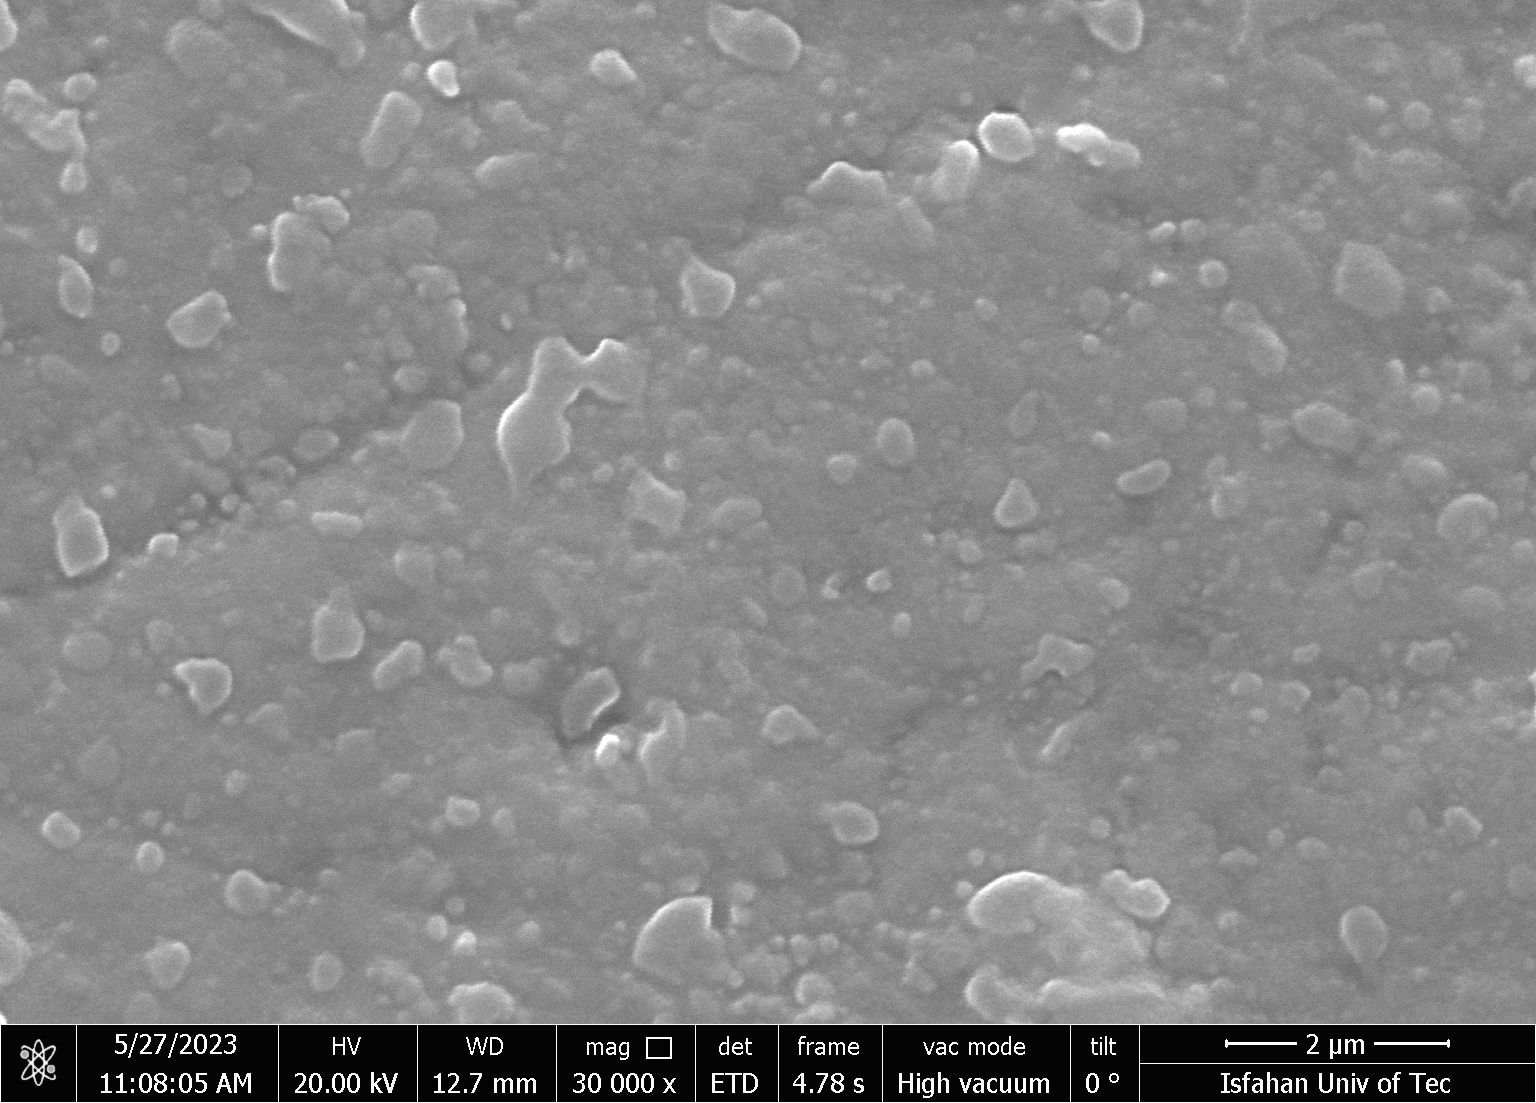 5/27/2023
11:08:05 AM
HV
20.00 kV
WD
12.7 mm
mag
30 000 x
det
ETD
frame
4.78 s
vac mode
High vacuum
tilt
0 °
2 µm
Isfahan Univ of Tec